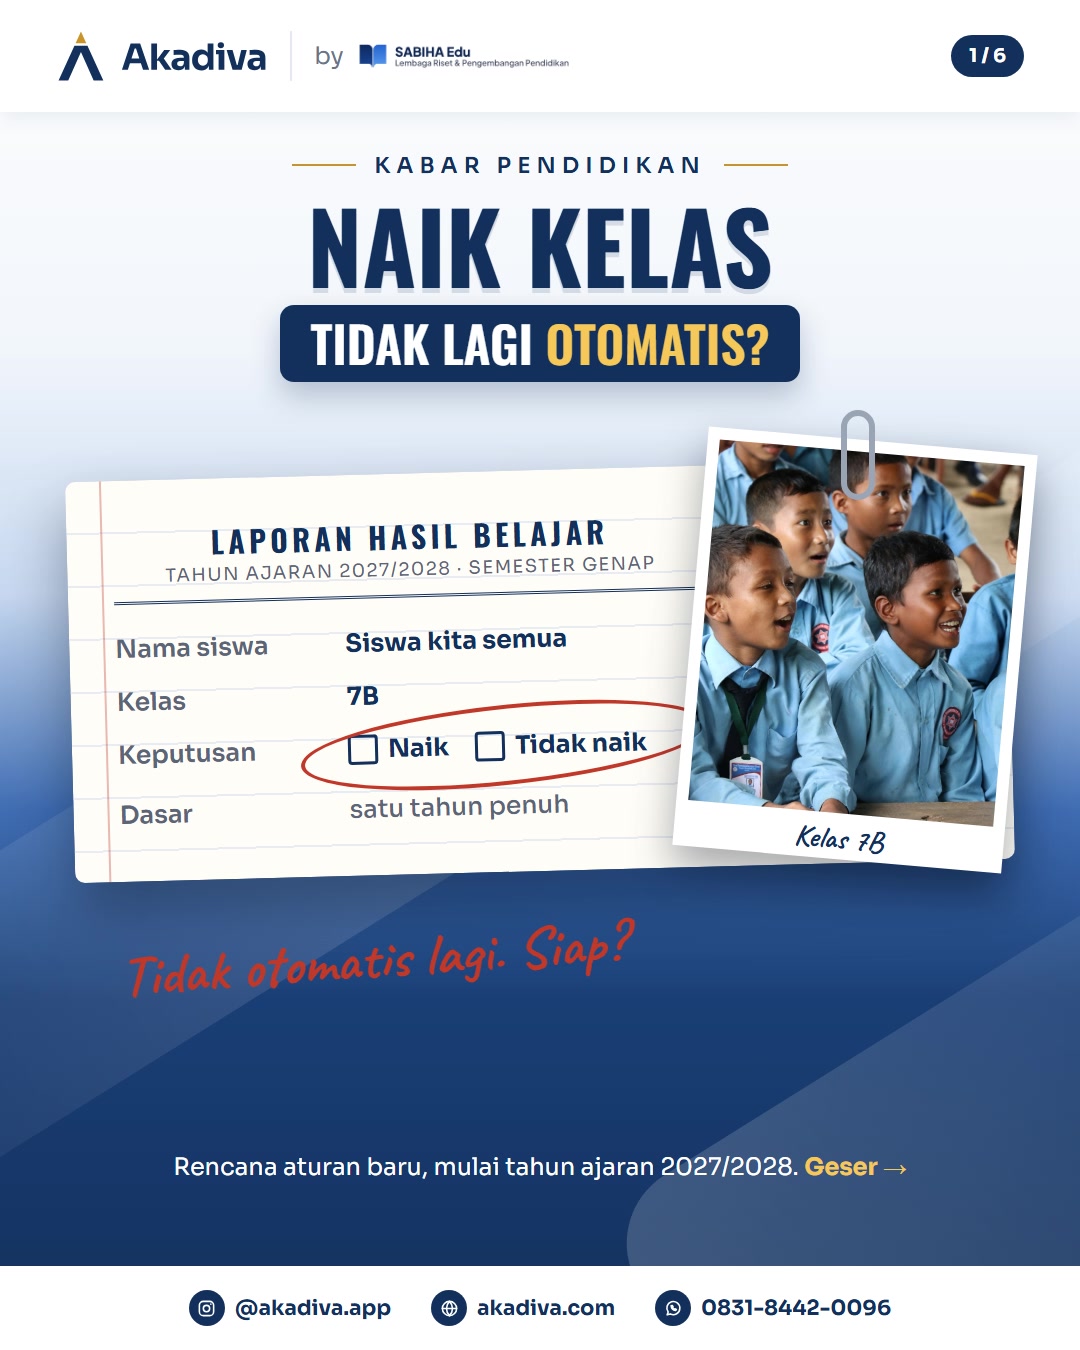 Akadiva
by
SABIHA Edu
Lembaga Riset & Pengembangan Pendidikan
1/6
KABAR PENDIDIKAN
NAIK KELAS
TIDAK LAGI OTOMATIS?
LAPORAN HASIL BELAJAR
TAHUN AJARAN 2027/2028 · SEMESTER GENAP
Nama siswa Siswa kita semua
Kelas 7B
Keputusan Naik Tidak naik
Dasar satu tahun penuh
Kelas 7B
Tidak otomatis lagi. Siap?
Rencana aturan baru, mulai tahun ajaran 2027/2028. Geser →
@akadiva.app akadiva.com 0831-8442-0096